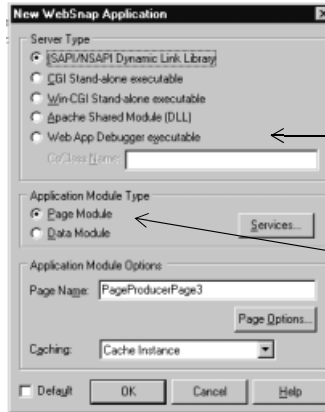 New WebSnap Application
Server Type
ISAPI/NSAPI Dynamic Link Library
CGI Stand-alone executable
Win-CGI Stand-alone executable
Apache Shared Module (DLL)
Web App Debugger executable
CoClass Name:
Application Module Type
Page Module
Data Module
Services...
Application Module Options
Page Name: PageProducerPage3
Page Options...
Caching: Cache Instance
Default OK Cancel Help